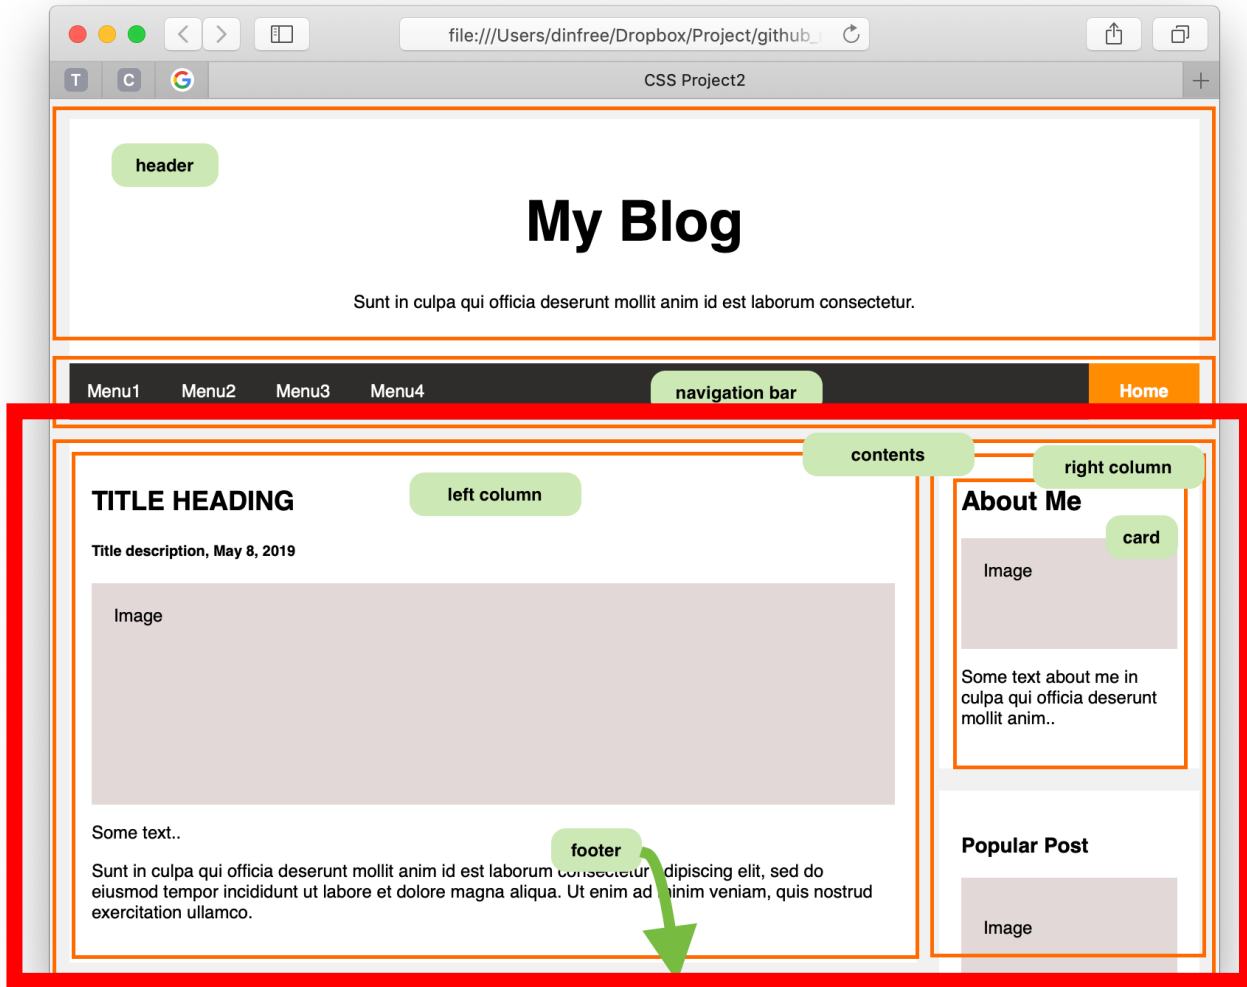 file:///Users/dinfree/Dropbox/Project/github_
T
C
G
CSS Project2
header
My Blog
Sunt in culpa qui officia deserunt mollit anim id est laborum consectetur.
Menu1 Menu2 Menu3 Menu4
navigation bar
Home
contents
right column
left column
TITLE HEADING
Title description, May 8, 2019
Image
Some text..
footer
Sunt in culpa qui officia deserunt mollit anim id est laborum consectetur adipiscing elit, sed do
eiusmod tempor incididunt ut labore et dolore magna aliqua. Ut enim ad minim veniam, quis nostrud
exercitation ullamco.
About Me
card
Image
Some text about me in
culpa qui officia deserunt
mollit anim..
Popular Post
Image